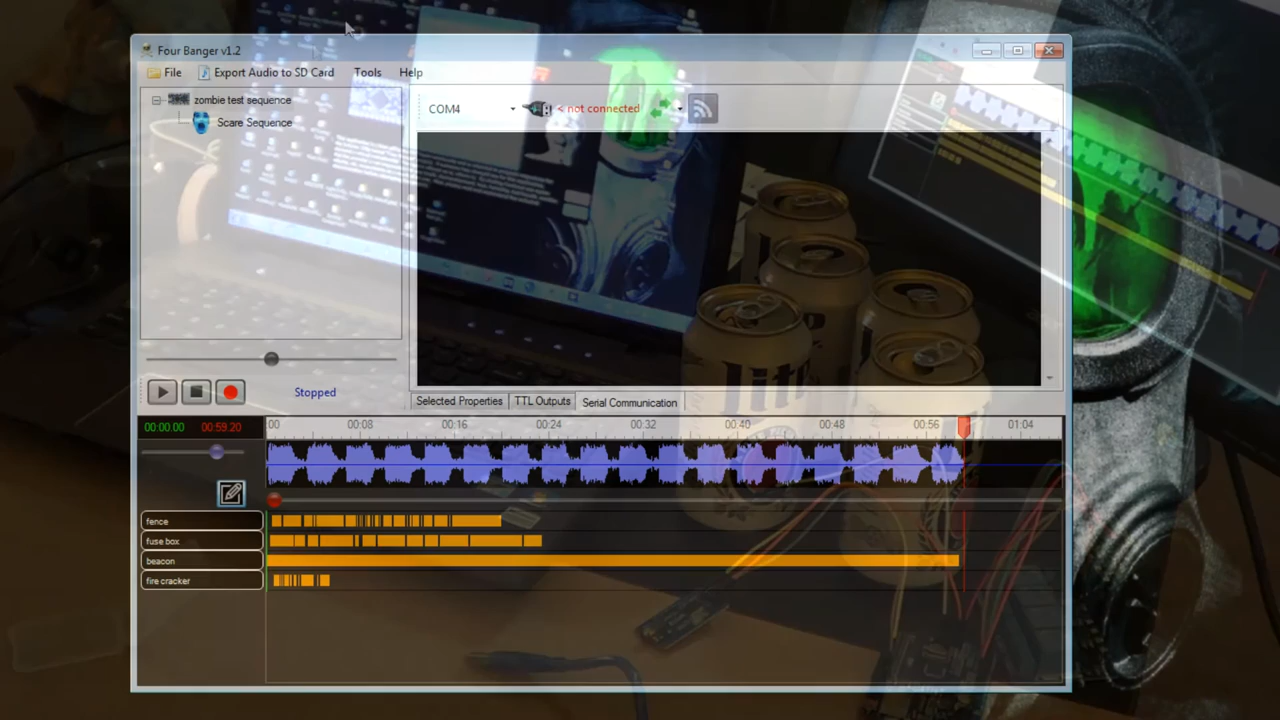 Four Banger v1.2
File Export Audio to SD Card Tools Help
zombie test sequence
Scare Sequence
COM4 < not connected
Stopped
Selected Properties TTL Outputs Serial Communication
00:00.00 00:59.20 :00 00:08 00:16 00:24 00:32 00:40 00:48 00:56 01:04
fence
fuse box
beacon
fire cracker
Lite